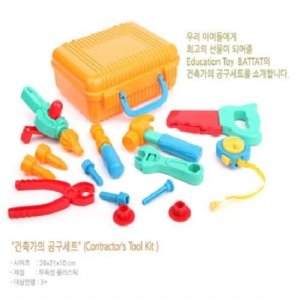 우리 아이들에게
최고의 선물이 되어줄
Education Toy BATTAT의
건축가의 공구세트를 소개합니다.
"건축가의 공구세트" (Contractor's Tool Kit )
- 사이즈 : 26x21x10 cm
- 재질 : 무독성 플라스틱
- 대상연령 : 3+